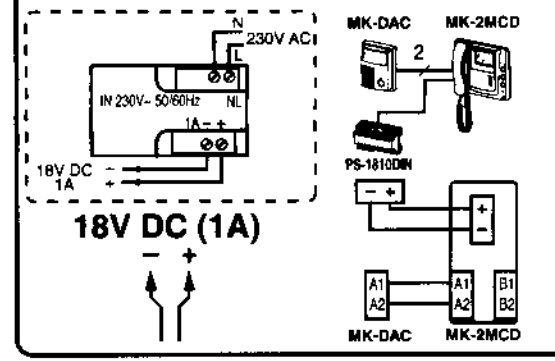 N
230V AC
L
IN 230V~ 50/60Hz NL
1A - +
18V DC -
1A +
18V DC (1A)
- +
MK-DAC MK-2MCD
2
PS-1810DIN
- +
+
-
A1 A1 B1
A2 A2 B2
MK-DAC MK-2MCD